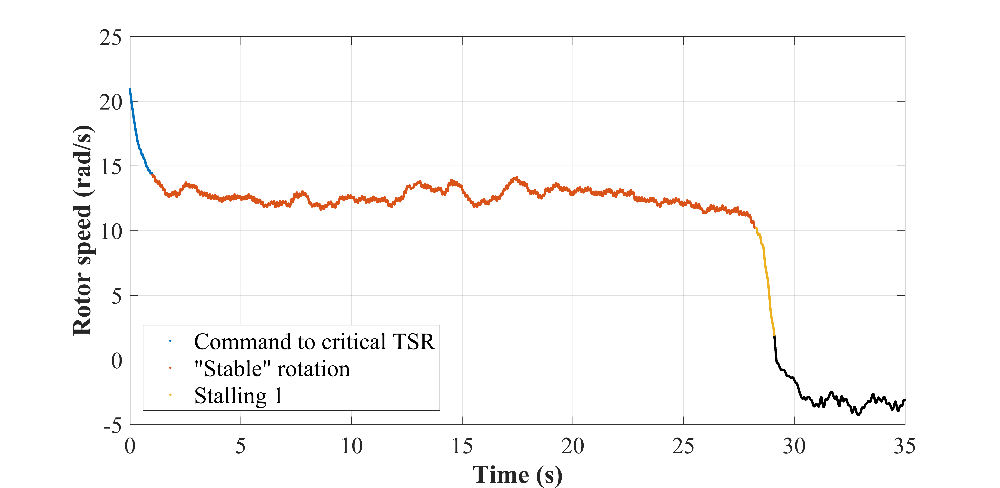 25
20
15
10
5
0
-5
Rotor speed (rad/s)
Command to critical TSR
"Stable" rotation
Stalling 1
0 5 10 15 20 25 30 35
Time (s)